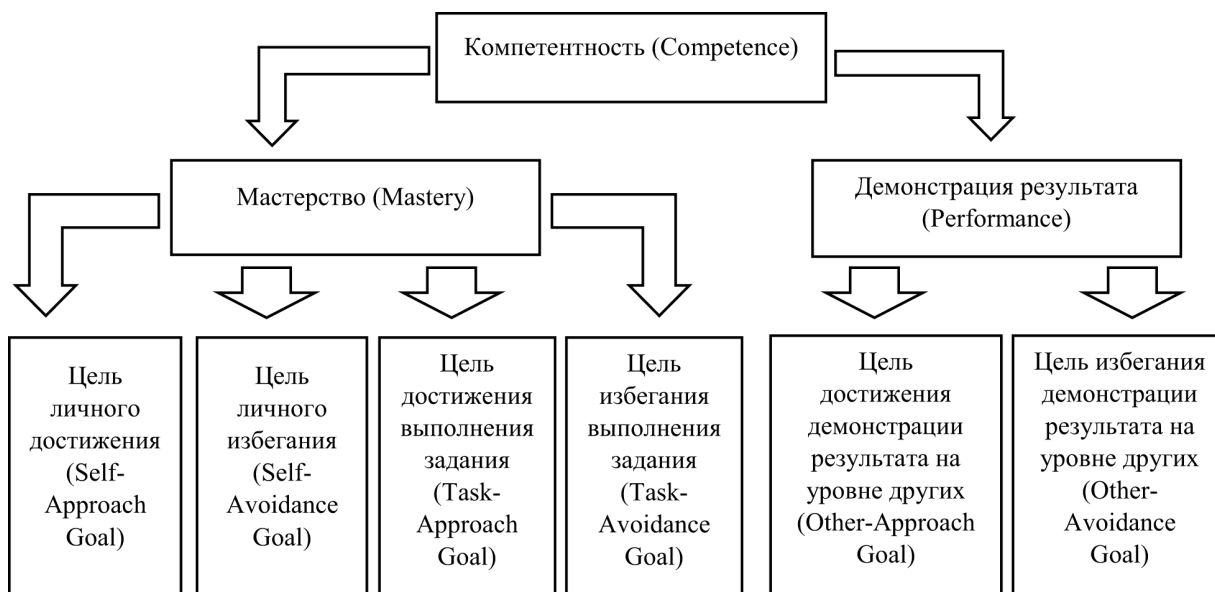 Компетентность (Competence)
Мастерство (Mastery)
Демонстрация результата
(Performance)
Цель
личного
достижения
(Self-
Approach
Goal)
Цель
личного
избегания
(Self-
Avoidance
Goal)
Цель
достижения
выполнения
задания
(Task-
Approach
Goal)
Цель
избегания
выполнения
задания
(Task-
Avoidance
Goal)
Цель
достижения
демонстрации
результата на
уровне других
(Other-Approach
Goal)
Цель избегания
демонстрации
результата на
уровне других
(Other-
Avoidance
Goal)